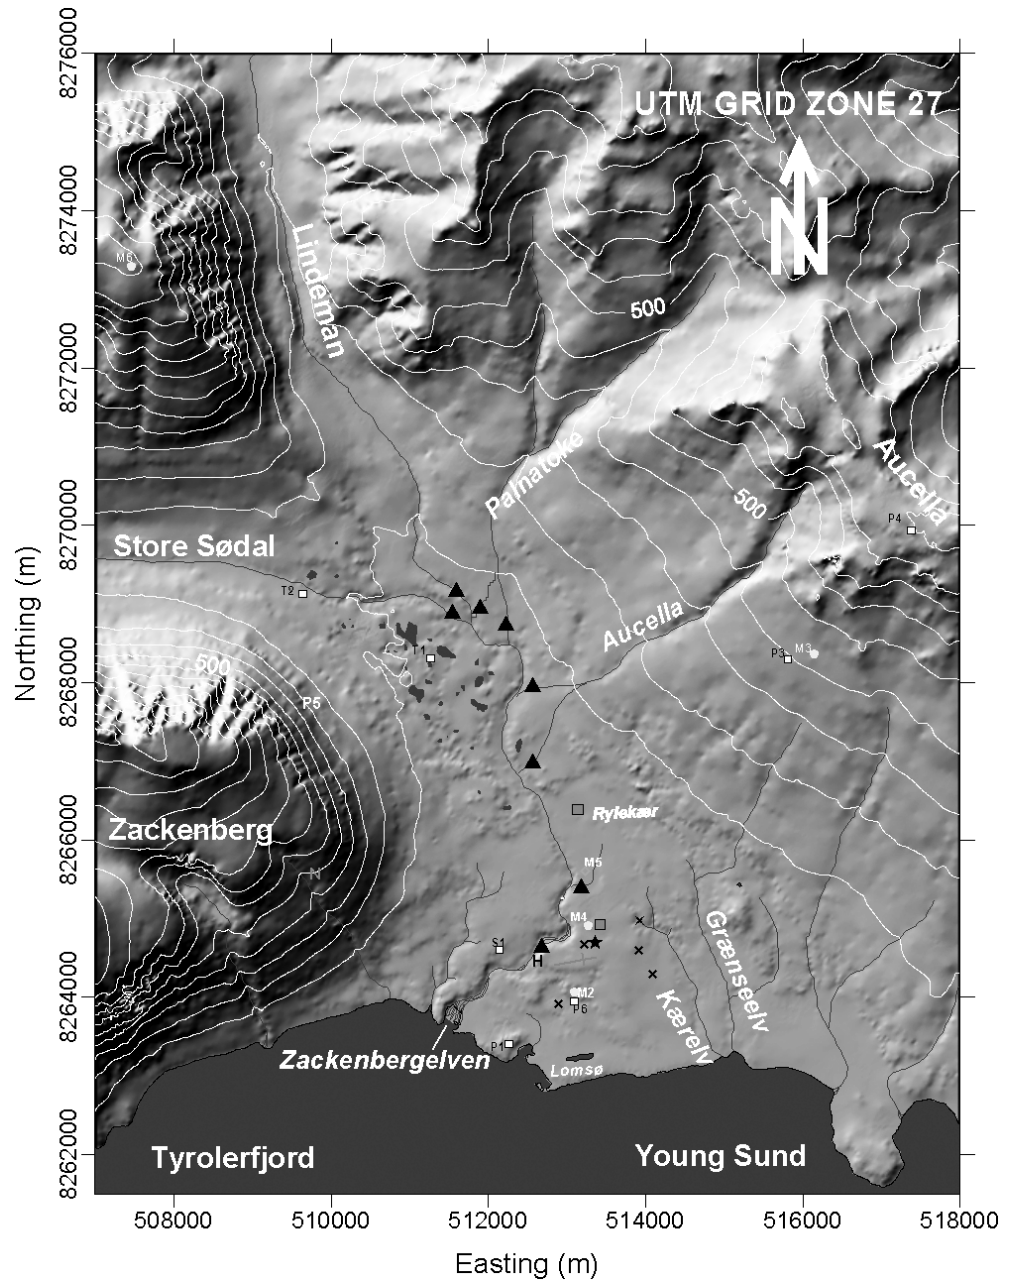 8276000
UTM GRID ZONE 27
N
8274000
M6
Lindeman
500
8272000
Palnatoke
Aucella
500
P4
8270000
Store Sødal
T2
Aucella
Northing (m)
T1
P3
M3
8268000
500
P5
Rylekær
8266000
Zackenberg
N
M5
M4
S1
H
Grænseelv
8264000
M2
P6
Kærelv
P1
Zackenbergelven
Lomsø
8262000
Tyrolerfjord
Young Sund
508000
510000
512000
514000
516000
518000
Easting (m)